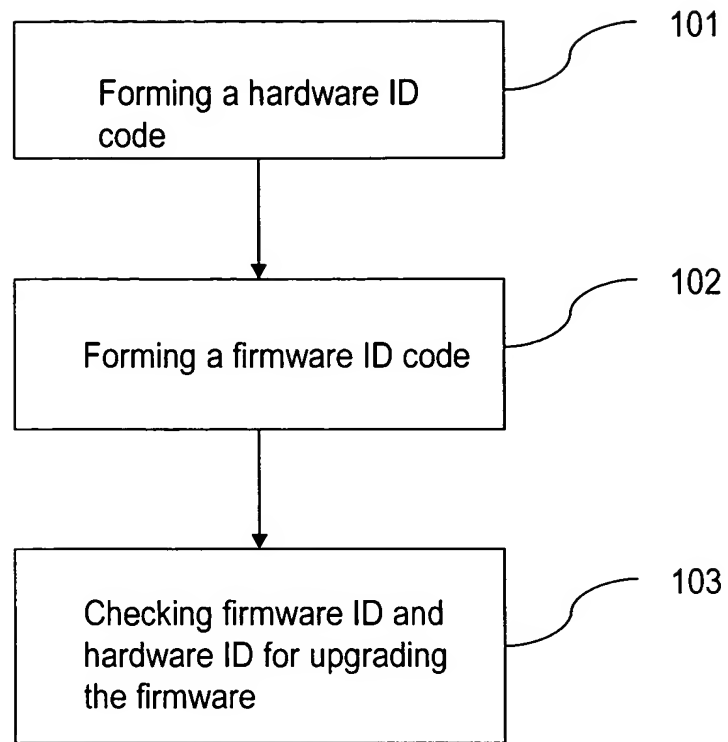 101
Forming a hardware ID
code
102
Forming a firmware ID code
103
Checking firmware ID and
hardware ID for upgrading
the firmware